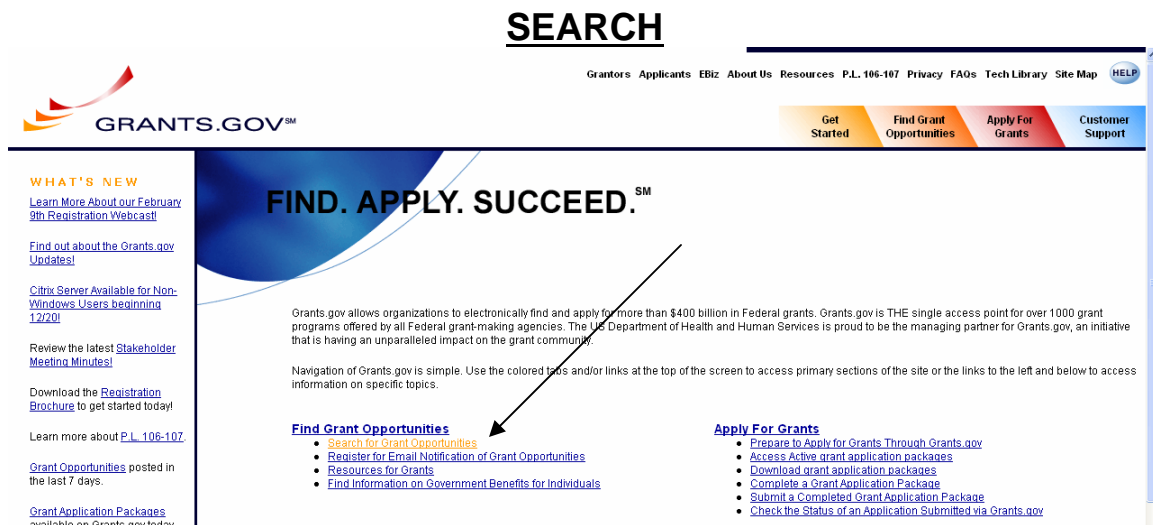 SEARCH
Grantors Applicants EBiz About Us Resources P.L. 106-107 Privacy FAQs Tech Library Site Map HELP
GRANTS.GOV℠
Get Started
Find Grant Opportunities
Apply For Grants
Customer Support
WHAT'S NEW
Learn More About our February
9th Registration Webcast!
Find out about the Grants.gov
Updates!
Citrix Server Available for Non-
Windows Users beginning
12/20!
Review the latest Stakeholder
Meeting Minutes!
Download the Registration
Brochure to get started today!
Learn more about P.L. 106-107.
Grant Opportunities posted in
the last 7 days.
Grant Application Packages
available on Grants.gov today
FIND. APPLY. SUCCEED.℠
Grants.gov allows organizations to electronically find and apply for more than $400 billion in Federal grants. Grants.gov is THE single access point for over 1000 grant
programs offered by all Federal grant-making agencies. The US Department of Health and Human Services is proud to be the managing partner for Grants.gov, an initiative
that is having an unparalleled impact on the grant community.
Navigation of Grants.gov is simple. Use the colored tabs and/or links at the top of the screen to access primary sections of the site or the links to the left and below to access
information on specific topics.
Find Grant Opportunities
• Search for Grant Opportunities
• Register for Email Notification of Grant Opportunities
• Resources for Grants
• Find Information on Government Benefits for Individuals
Apply For Grants
• Prepare to Apply for Grants Through Grants.gov
• Access Active grant application packages
• Download grant application packages
• Complete a Grant Application Package
• Submit a Completed Grant Application Package
• Check the Status of an Application Submitted via Grants.gov